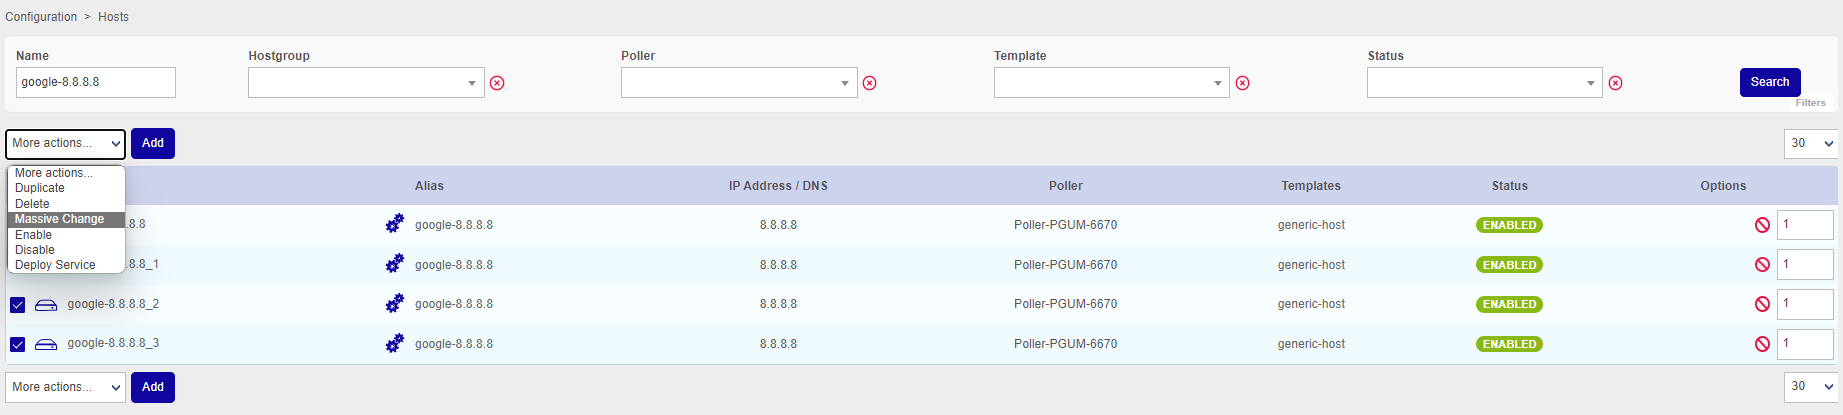 Configuration > Hosts
Name Hostgroup Poller Template Status
google-8.8.8.8 Search
Filters
More actions... Add 30
More actions...
Duplicate
Delete
Massive Change
Enable
Disable
Deploy Service
Alias IP Address / DNS Poller Templates Status Options
.8.8 google-8.8.8.8 8.8.8.8 Poller-PGUM-6670 generic-host ENABLED 1
.8.8_1 google-8.8.8.8 8.8.8.8 Poller-PGUM-6670 generic-host ENABLED 1
google-8.8.8.8_2 google-8.8.8.8 8.8.8.8 Poller-PGUM-6670 generic-host ENABLED 1
google-8.8.8.8_3 google-8.8.8.8 8.8.8.8 Poller-PGUM-6670 generic-host ENABLED 1
More actions... Add 30